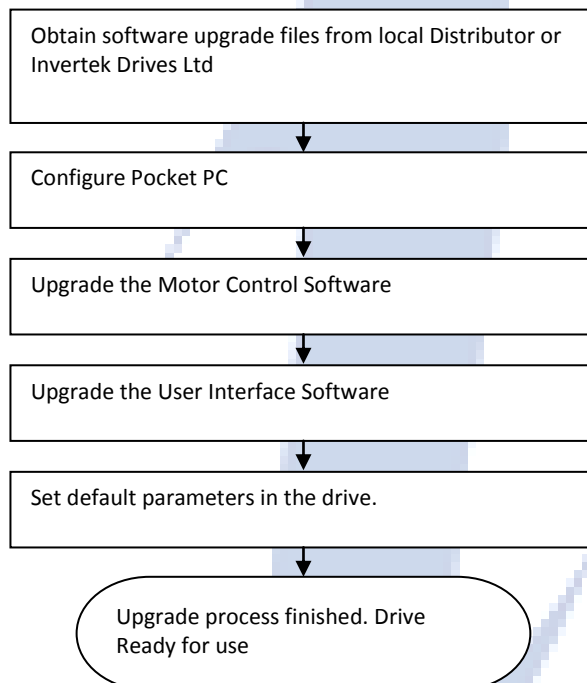 Obtain software upgrade files from local Distributor or
Invertek Drives Ltd
Configure Pocket PC
Upgrade the Motor Control Software
Upgrade the User Interface Software
Set default parameters in the drive.
Upgrade process finished. Drive
Ready for use